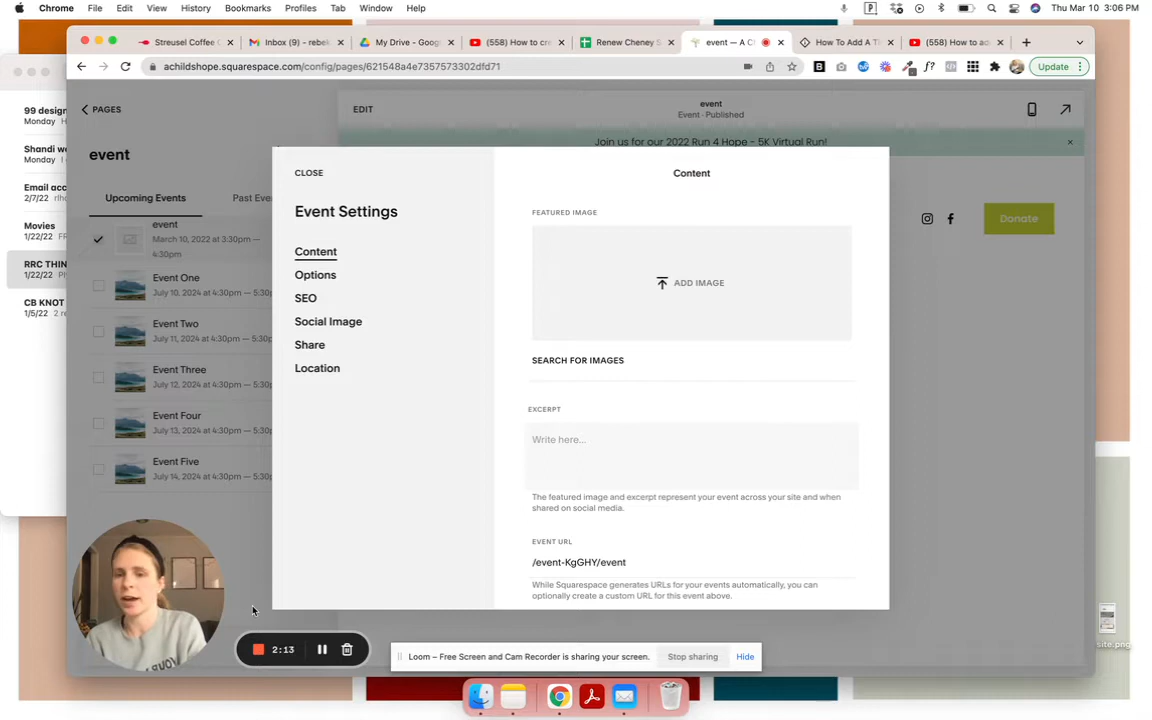 Chrome File Edit View History Bookmarks Profiles Tab Window Help Thu Mar 10 3:06 PM
Streusel Coffee C Inbox (9) – rebek My Drive - Goog (558) How to cre Renew Cheney S event — A C How To Add A Th (558) How to ad
achildshope.squarespace.com/config/pages/621548a4e7357573302dfd71 Update
99 design
Monday
Shandi we
Monday
Email acc
2/7/22
Movies
1/22/22
RRC THIN
1/22/22
CB KNOT
1/5/22 2 re
PAGES
event
Upcoming Events Past Eve
event
March 10, 2022 at 3:30pm —
4:30pm
Event One
July 10, 2024 at 4:30pm — 5:30p
Event Two
July 11, 2024 at 4:30pm — 5:30p
Event Three
July 12, 2024 at 4:30pm — 5:30p
Event Four
July 13, 2024 at 4:30pm — 5:30p
Event Five
July 14, 2024 at 4:30pm — 5:30p
EDIT
event
Event · Published
Join us for our 2022 Run 4 Hope - 5K Virtual Run!
Donate
CLOSE
Event Settings
Content
Options
SEO
Social Image
Share
Location
Content
FEATURED IMAGE
ADD IMAGE
SEARCH FOR IMAGES
EXCERPT
Write here...
The featured image and excerpt represent your event across your site and when
shared on social media.
EVENT URL
/event-KgGHY/event
While Squarespace generates URLs for your events automatically, you can
optionally create a custom URL for this event above.
2:13
Loom – Free Screen and Cam Recorder is sharing your screen. Stop sharing Hide
site.png